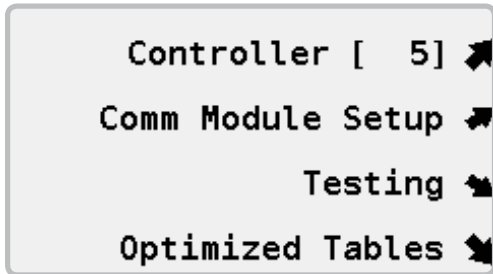 Controller [  5]
Comm Module Setup
Testing
Optimized Tables